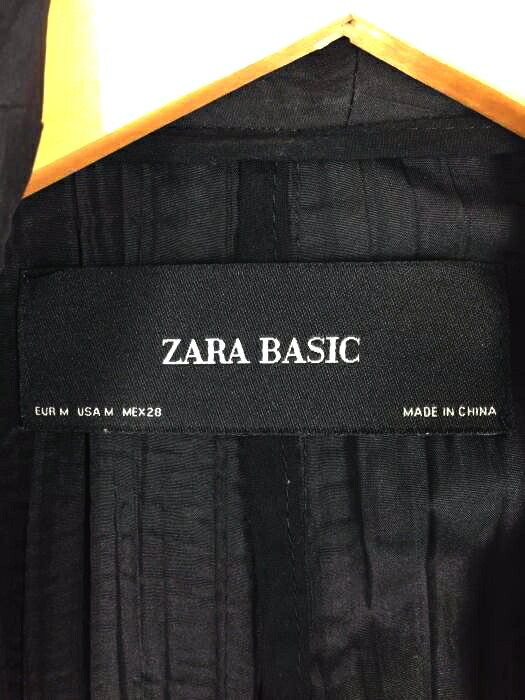 ZARA BASIC
EUR M USA M MEX28 MADE IN CHINA